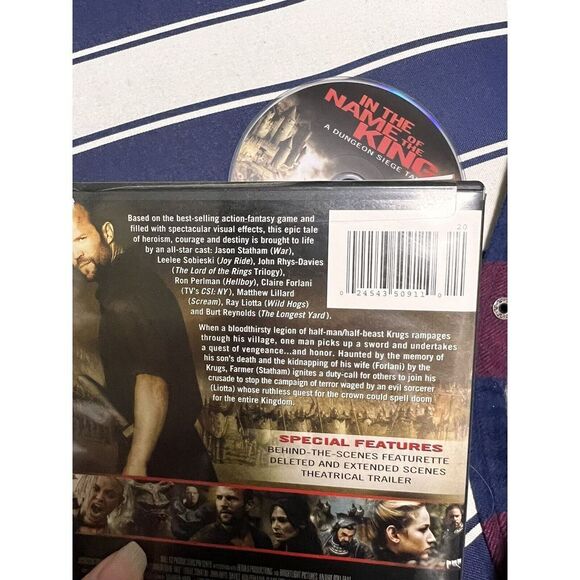 IN THE
NAME OF
THE
KING
A DUNGEON SIEGE TA
20
Based on the best-selling action-fantasy game and
filled with spectacular visual effects, this epic tale
of heroism, courage and destiny is brought to life
by an all-star cast: Jason Statham (War),
Leelee Sobieski (Joy Ride), John Rhys-Davies
(The Lord of the Rings Trilogy),
Ron Perlman (Hellboy), Claire Forlani
(TV's CSI: NY), Matthew Lillard
(Scream), Ray Liotta (Wild Hogs)
and Burt Reynolds (The Longest Yard).
0 24543 50911 0
When a bloodthirsty legion of half-man/half-beast Krugs rampages
through his village, one man picks up a sword and undertakes
a quest of vengeance...and honor. Haunted by the memory of
his son's death and the kidnapping of his wife (Forlani) by the
Krugs, Farmer (Statham) ignites a duty-call for others to join his
crusade to stop the campaign of terror waged by an evil sorcerer
(Liotta) whose ruthless quest for the crown could spell doom
for the entire Kingdom.
SPECIAL FEATURES
BEHIND-THE-SCENES FEATURETTE
DELETED AND EXTENDED SCENES
THEATRICAL TRAILER